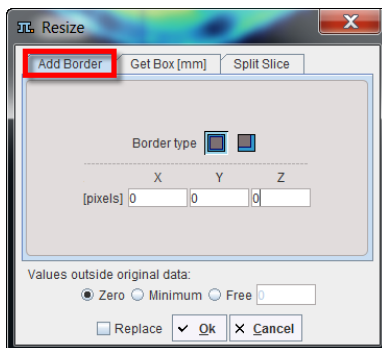 Resize
Add Border Get Box [mm] Split Slice
Border type
X Y Z
[pixels] 0 0 0
Values outside original data:
Zero Minimum Free 0
Replace Ok Cancel